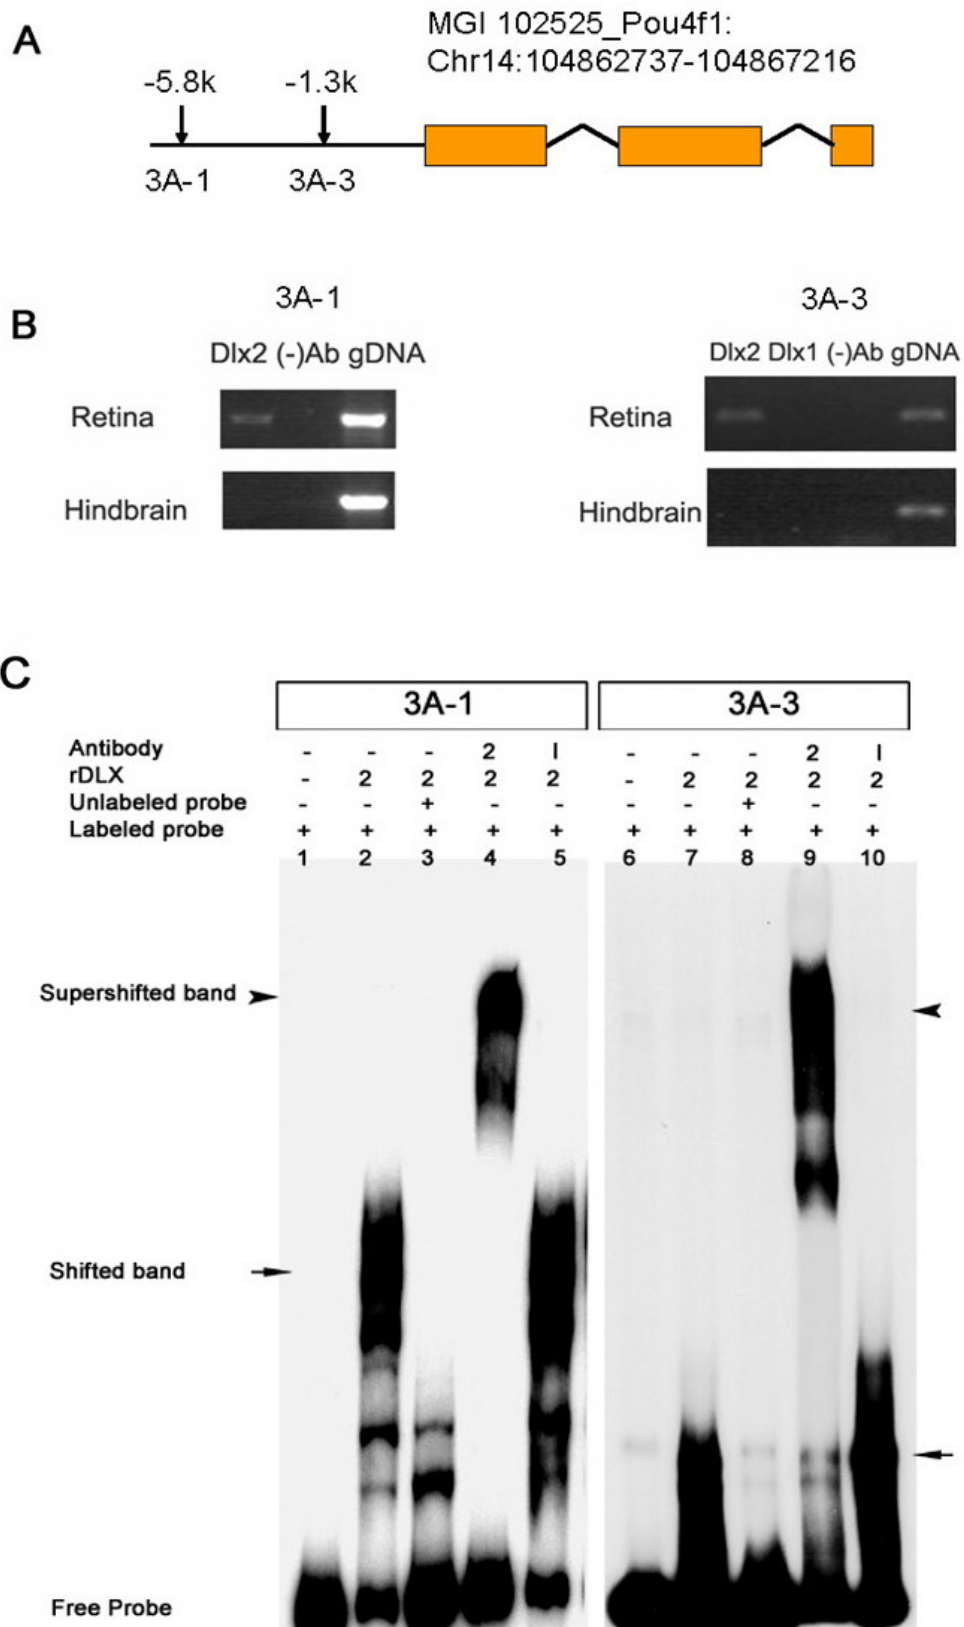 A
MGI 102525_Pou4f1:
Chr14:104862737-104867216
-5.8k -1.3k
3A-1 3A-3
B
3A-1 3A-3
Dlx2 (-)Ab gDNA Dlx2 Dlx1 (-)Ab gDNA
Retina Retina
Hindbrain Hindbrain
C
3A-1 3A-3
Antibody - - - 2 I - - - 2 I
rDLX - 2 2 2 2 - 2 2 2 2
Unlabeled probe - - + - - - - + - -
Labeled probe + + + + + + + + + +
1 2 3 4 5 6 7 8 9 10
Supershifted band
Shifted band
Free Probe